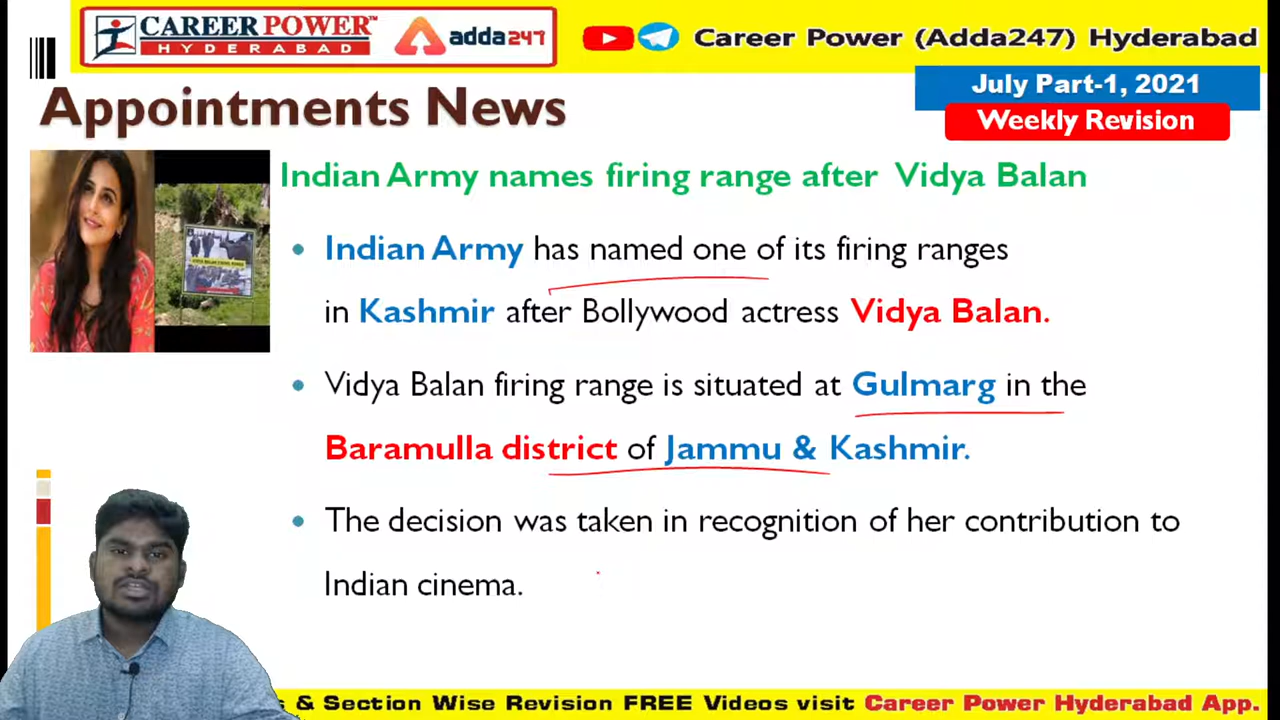 CAREER POWER™
HYDERABAD
adda247
Career Power (Adda247) Hyderabad
July Part-1, 2021
Weekly Revision
Appointments News
Indian Army names firing range after Vidya Balan
• Indian Army has named one of its firing ranges
in Kashmir after Bollywood actress Vidya Balan.
• Vidya Balan firing range is situated at Gulmarg in the
Baramulla district of Jammu & Kashmir.
• The decision was taken in recognition of her contribution to
Indian cinema.
& Section Wise Revision FREE Videos visit Career Power Hyderabad App.